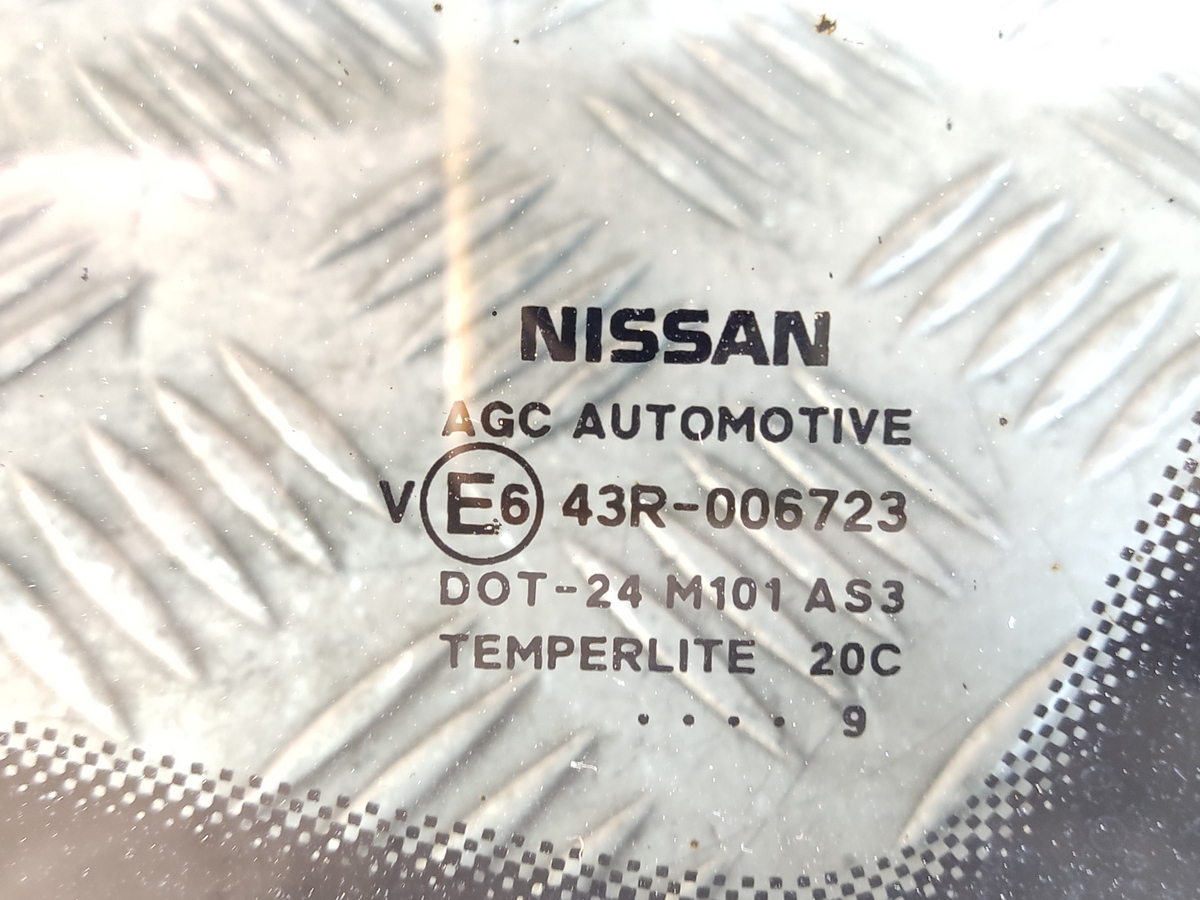 NISSAN
AGC AUTOMOTIVE
V E6 43R-006723
DOT-24 M101 AS3
TEMPERLITE 20C
.... 9